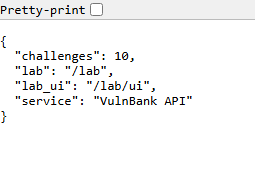 Pretty-print
{
  "challenges": 10,
  "lab": "/lab",
  "lab_ui": "/lab/ui",
  "service": "VulnBank API"
}